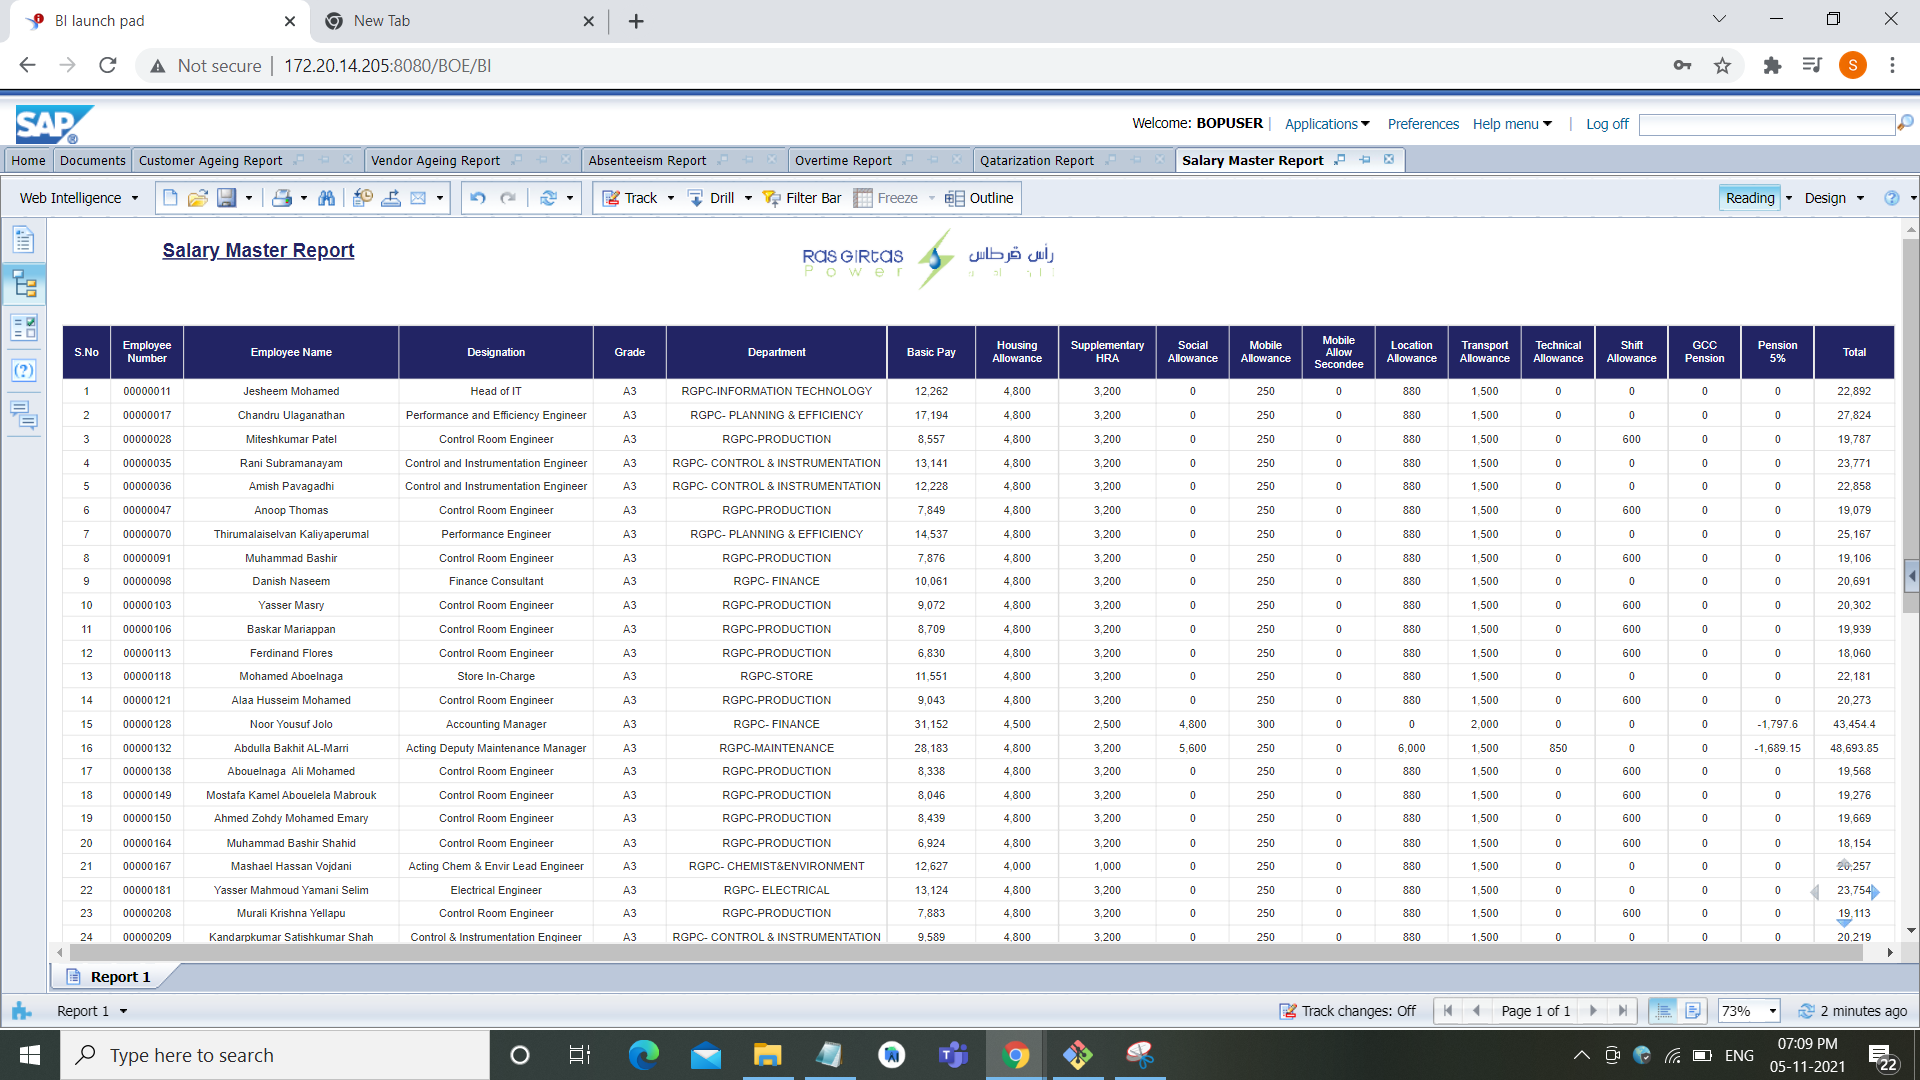 BI launch pad New Tab
Not secure 172.20.14.205:8080/BOE/BI S
SAP Welcome: BOPUSER Applications Preferences Help menu Log off
Home Documents Customer Ageing Report Vendor Ageing Report Absenteeism Report Overtime Report Qatarization Report Salary Master Report
Web Intelligence Track Drill Filter Bar Freeze Outline Reading Design
Salary Master Report
RAS GIRTAS رأس قرطاس
Power
S.No Employee Number Employee Name Designation Grade Department Basic Pay Housing Allowance Supplementary HRA Social Allowance Mobile Allowance Mobile Allow Secondee Location Allowance Transport Allowance Technical Allowance Shift Allowance GCC Pension Pension 5% Total
1 00000011 Jesheem Mohamed Head of IT A3 RGPC-INFORMATION TECHNOLOGY 12,262 4,800 3,200 0 250 0 880 1,500 0 0 0 0 22,892
2 00000017 Chandru Ulaganathan Performance and Efficiency Engineer A3 RGPC- PLANNING & EFFICIENCY 17,194 4,800 3,200 0 250 0 880 1,500 0 0 0 0 27,824
3 00000028 Miteshkumar Patel Control Room Engineer A3 RGPC-PRODUCTION 8,557 4,800 3,200 0 250 0 880 1,500 0 600 0 0 19,787
4 00000035 Rani Subramanayam Control and Instrumentation Engineer A3 RGPC- CONTROL & INSTRUMENTATION 13,141 4,800 3,200 0 250 0 880 1,500 0 0 0 0 23,771
5 00000036 Amish Pavagadhi Control and Instrumentation Engineer A3 RGPC- CONTROL & INSTRUMENTATION 12,228 4,800 3,200 0 250 0 880 1,500 0 0 0 0 22,858
6 00000047 Anoop Thomas Control Room Engineer A3 RGPC-PRODUCTION 7,849 4,800 3,200 0 250 0 880 1,500 0 600 0 0 19,079
7 00000070 Thirumalaiselvan Kaliyaperumal Performance Engineer A3 RGPC- PLANNING & EFFICIENCY 14,537 4,800 3,200 0 250 0 880 1,500 0 0 0 0 25,167
8 00000091 Muhammad Bashir Control Room Engineer A3 RGPC-PRODUCTION 7,876 4,800 3,200 0 250 0 880 1,500 0 600 0 0 19,106
9 00000098 Danish Naseem Finance Consultant A3 RGPC- FINANCE 10,061 4,800 3,200 0 250 0 880 1,500 0 0 0 0 20,691
10 00000103 Yasser Masry Control Room Engineer A3 RGPC-PRODUCTION 9,072 4,800 3,200 0 250 0 880 1,500 0 600 0 0 20,302
11 00000106 Baskar Mariappan Control Room Engineer A3 RGPC-PRODUCTION 8,709 4,800 3,200 0 250 0 880 1,500 0 600 0 0 19,939
12 00000113 Ferdinand Flores Control Room Engineer A3 RGPC-PRODUCTION 6,830 4,800 3,200 0 250 0 880 1,500 0 600 0 0 18,060
13 00000118 Mohamed Aboelnaga Store In-Charge A3 RGPC-STORE 11,551 4,800 3,200 0 250 0 880 1,500 0 0 0 0 22,181
14 00000121 Alaa Husseim Mohamed Control Room Engineer A3 RGPC-PRODUCTION 9,043 4,800 3,200 0 250 0 880 1,500 0 600 0 0 20,273
15 00000128 Noor Yousuf Jolo Accounting Manager A3 RGPC- FINANCE 31,152 4,500 2,500 4,800 300 0 0 2,000 0 0 0 -1,797.6 43,454.4
16 00000132 Abdulla Bakhit AL-Marri Acting Deputy Maintenance Manager A3 RGPC-MAINTENANCE 28,183 4,800 3,200 5,600 250 0 6,000 1,500 850 0 0 -1,689.15 48,693.85
17 00000138 Abouelnaga Ali Mohamed Control Room Engineer A3 RGPC-PRODUCTION 8,338 4,800 3,200 0 250 0 880 1,500 0 600 0 0 19,568
18 00000149 Mostafa Kamel Abouelela Mabrouk Control Room Engineer A3 RGPC-PRODUCTION 8,046 4,800 3,200 0 250 0 880 1,500 0 600 0 0 19,276
19 00000150 Ahmed Zohdy Mohamed Emary Control Room Engineer A3 RGPC-PRODUCTION 8,439 4,800 3,200 0 250 0 880 1,500 0 600 0 0 19,669
20 00000164 Muhammad Bashir Shahid Control Room Engineer A3 RGPC-PRODUCTION 6,924 4,800 3,200 0 250 0 880 1,500 0 600 0 0 18,154
21 00000167 Mashael Hassan Vojdani Acting Chem & Envir Lead Engineer A3 RGPC- CHEMIST&ENVIRONMENT 12,627 4,000 1,000 0 250 0 880 1,500 0 0 0 0 20,257
22 00000181 Yasser Mahmoud Yamani Selim Electrical Engineer A3 RGPC- ELECTRICAL 13,124 4,800 3,200 0 250 0 880 1,500 0 0 0 0 23,754
23 00000208 Murali Krishna Yellapu Control Room Engineer A3 RGPC-PRODUCTION 7,883 4,800 3,200 0 250 0 880 1,500 0 600 0 0 19,113
24 00000209 Kandarpkumar Satishkumar Shah Control & Instrumentation Engineer A3 RGPC- CONTROL & INSTRUMENTATION 9,589 4,800 3,200 0 250 0 880 1,500 0 0 0 0 20,219
Report 1
Report 1 Track changes: Off Page 1 of 1 73% 2 minutes ago
Type here to search ENG 07:09 PM
05-11-2021 22